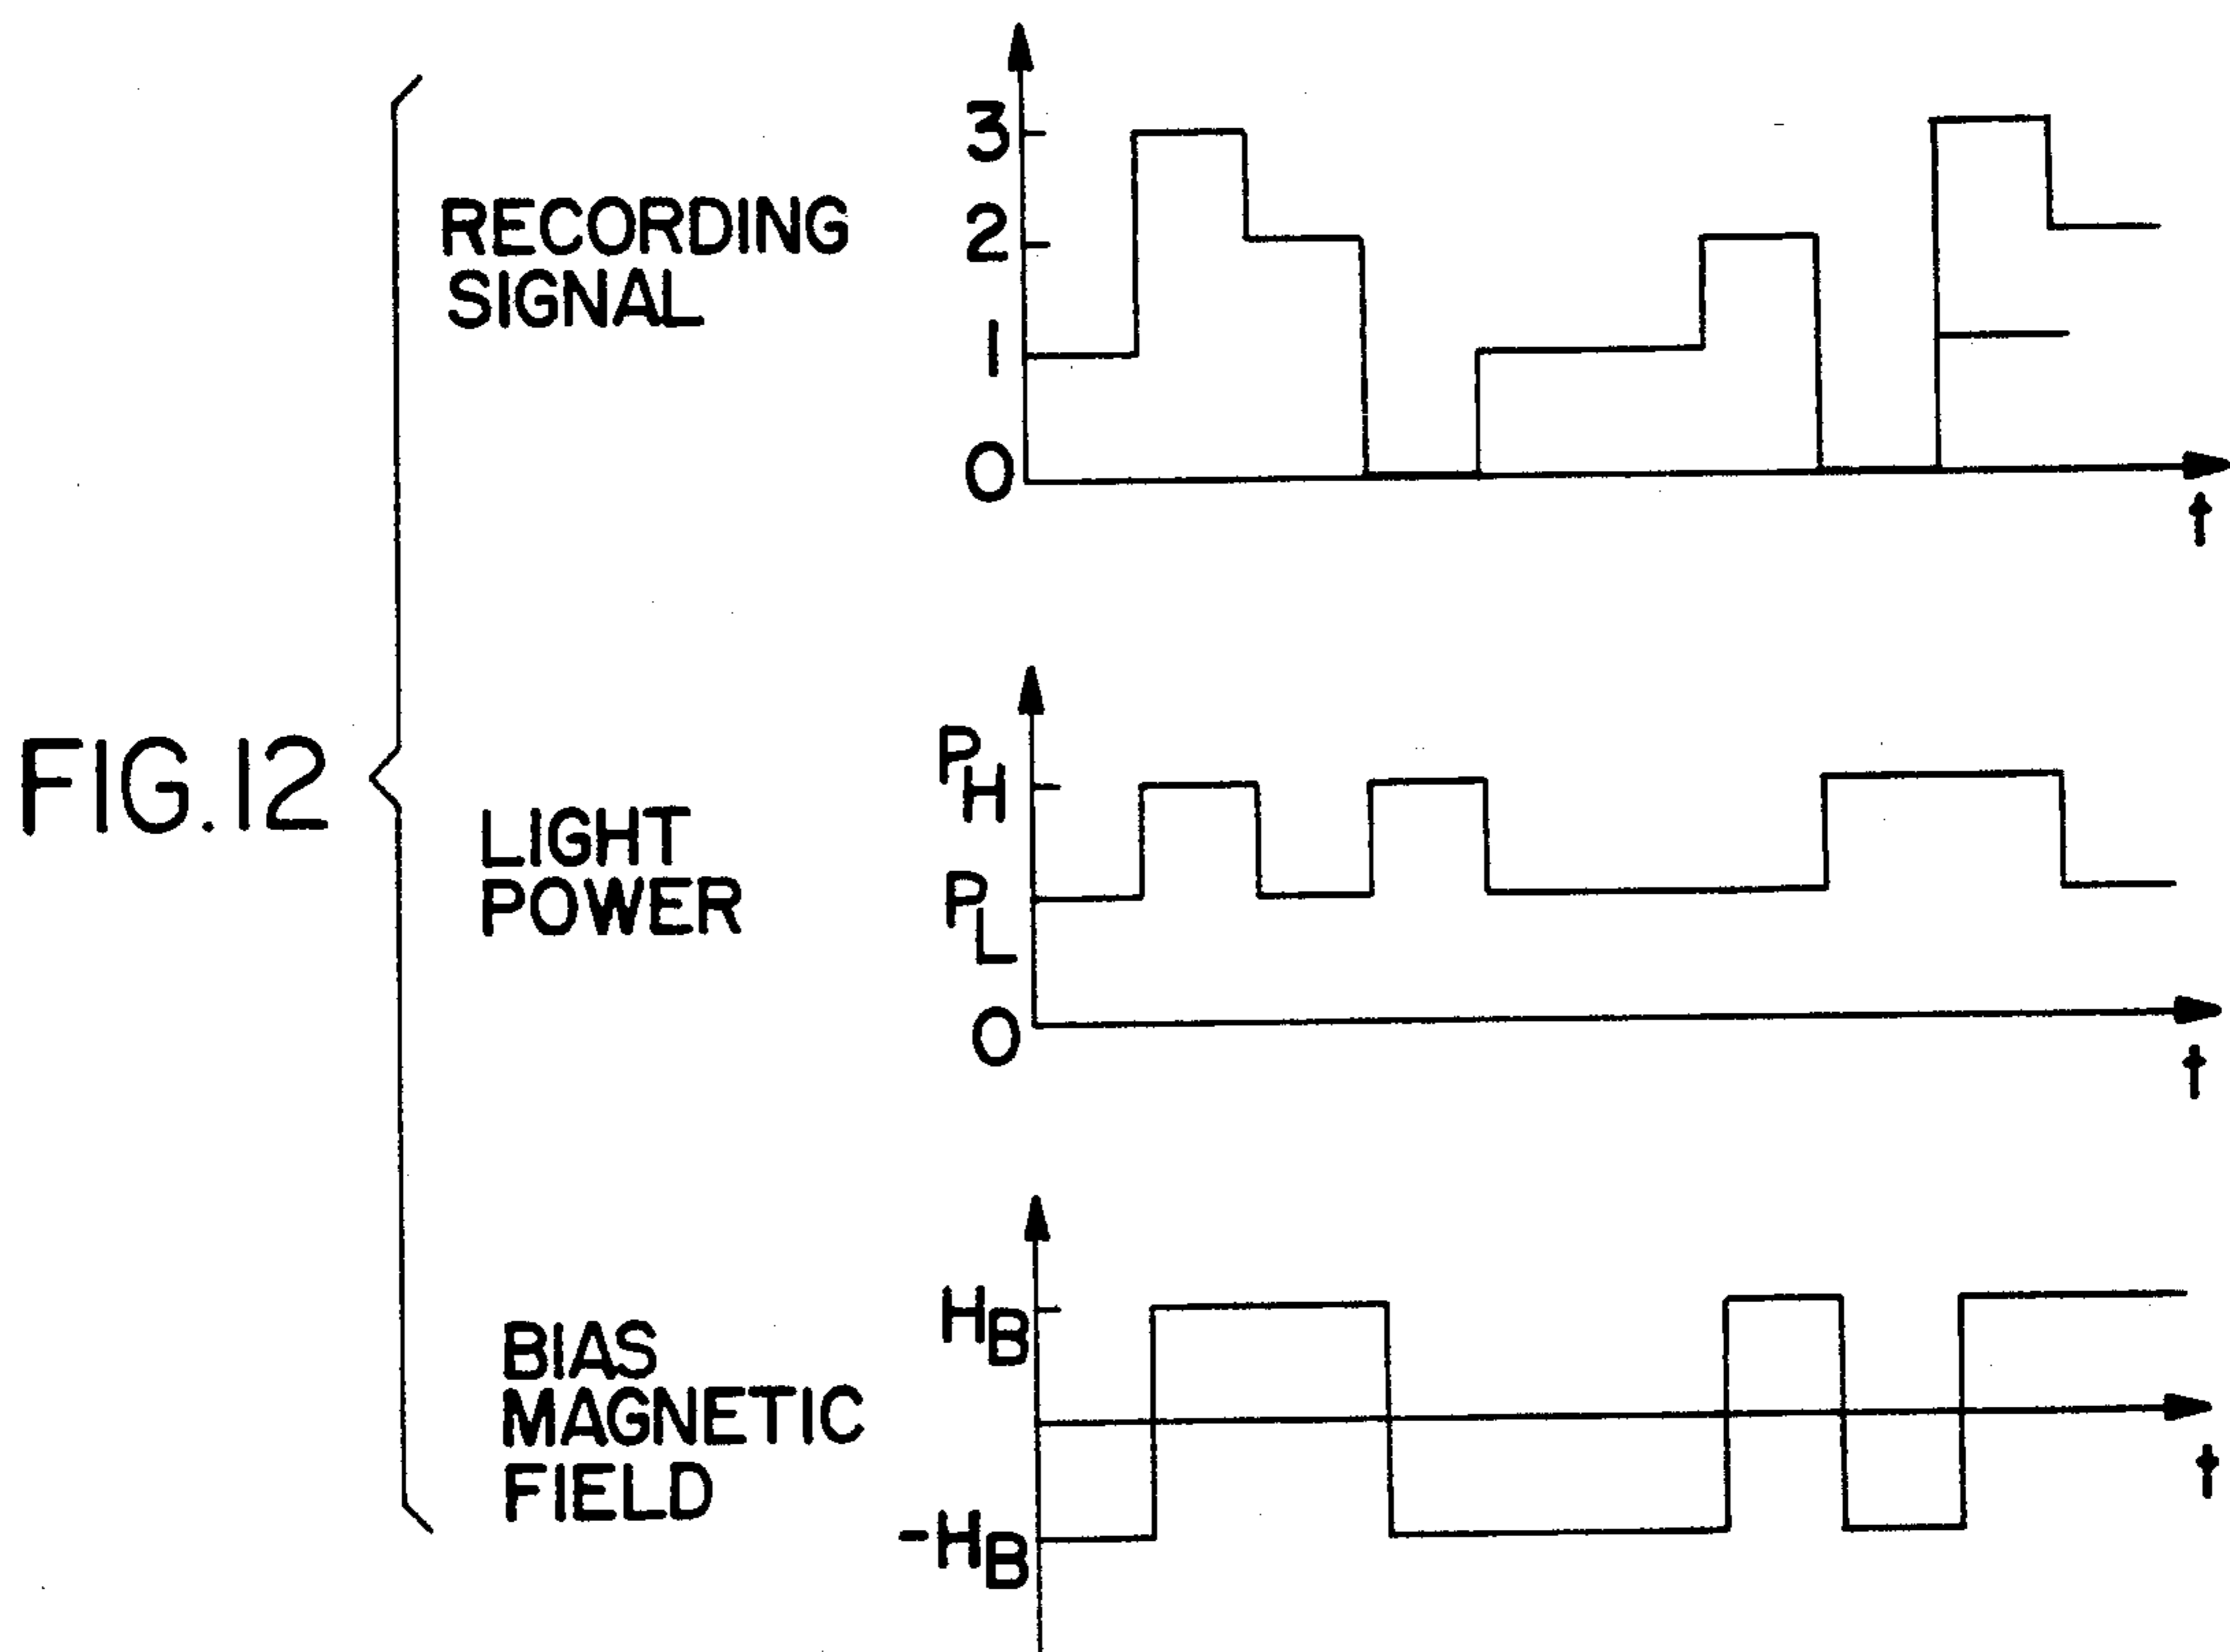 FIG.12
RECORDING
SIGNAL
3
2
1
0
t
LIGHT
POWER
PH
PL
0
t
BIAS
MAGNETIC
FIELD
HB
-HB
t